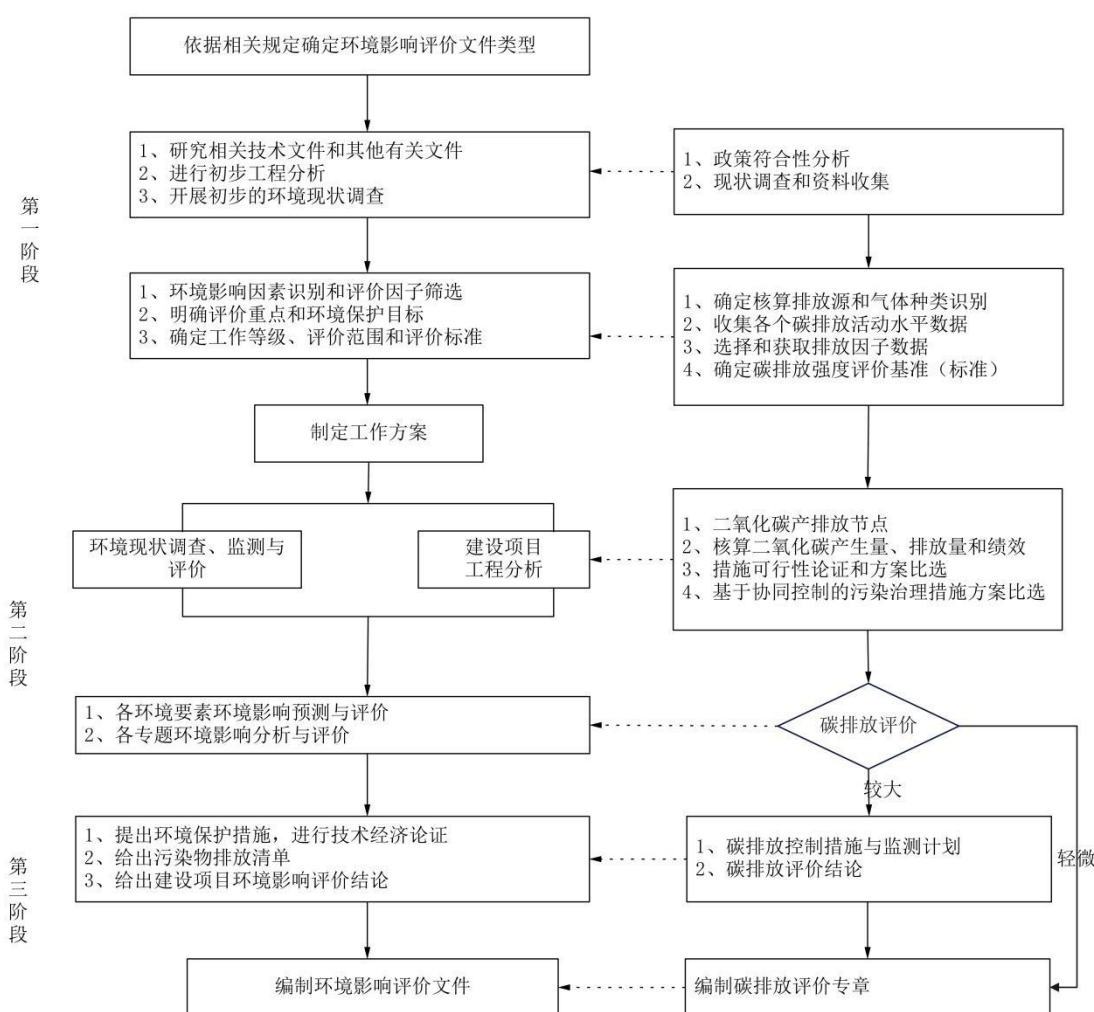 依据相关规定确定环境影响评价文件类型
1、研究相关技术文件和其他有关文件
2、进行初步工程分析
3、开展初步的环境现状调查
1、政策符合性分析
2、现状调查和资料收集
第一阶段
1、环境影响因素识别和评价因子筛选
2、明确评价重点和环境保护目标
3、确定工作等级、评价范围和评价标准
1、确定核算排放源和气体种类识别
2、收集各个碳排放活动水平数据
3、选择和获取排放因子数据
4、确定碳排放强度评价基准（标准）
制定工作方案
环境现状调查、监测与
评价
建设项目
工程分析
1、二氧化碳产排放节点
2、核算二氧化碳产生量、排放量和绩效
3、措施可行性论证和方案比选
4、基于协同控制的污染治理措施方案比选
第二阶段
1、各环境要素环境影响预测与评价
2、各专题环境影响分析与评价
碳排放评价
较大
轻微
第三阶段
1、提出环境保护措施，进行技术经济论证
2、给出污染物排放清单
3、给出建设项目环境影响评价结论
1、碳排放控制措施与监测计划
2、碳排放评价结论
编制环境影响评价文件
编制碳排放评价专章